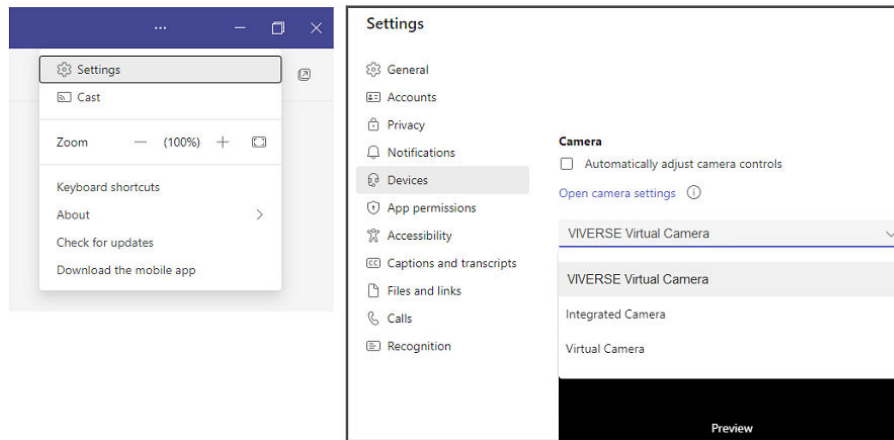 Settings
Cast
Zoom (100%)
Keyboard shortcuts
About
Check for updates
Download the mobile app
Settings
General
Accounts
Privacy
Notifications
Devices
App permissions
Accessibility
CC Captions and transcripts
Files and links
Calls
Recognition
Camera
Automatically adjust camera controls
Open camera settings
VIVERSE Virtual Camera
VIVERSE Virtual Camera
Integrated Camera
Virtual Camera
Preview